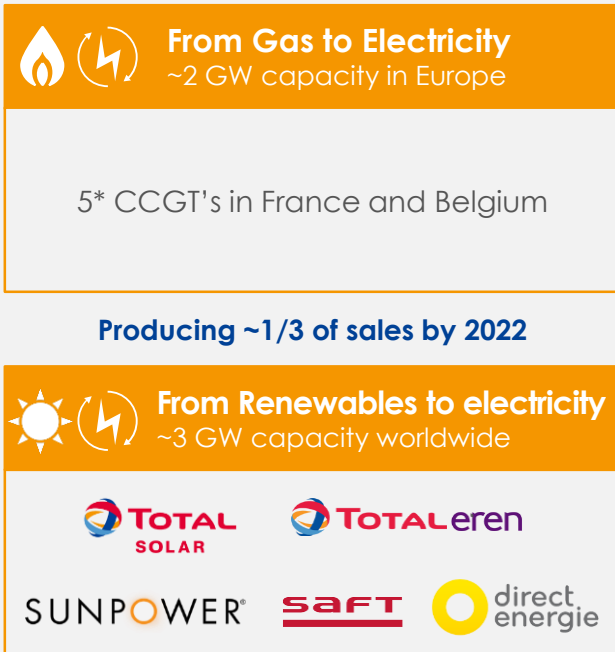 From Gas to Electricity
~2 GW capacity in Europe
5* CCGT's in France and Belgium
Producing ~1/3 of sales by 2022
From Renewables to electricity
~3 GW capacity worldwide
TOTAL
SOLAR
TOTAL eren
SUNPOWER®
SAFT
direct
energie